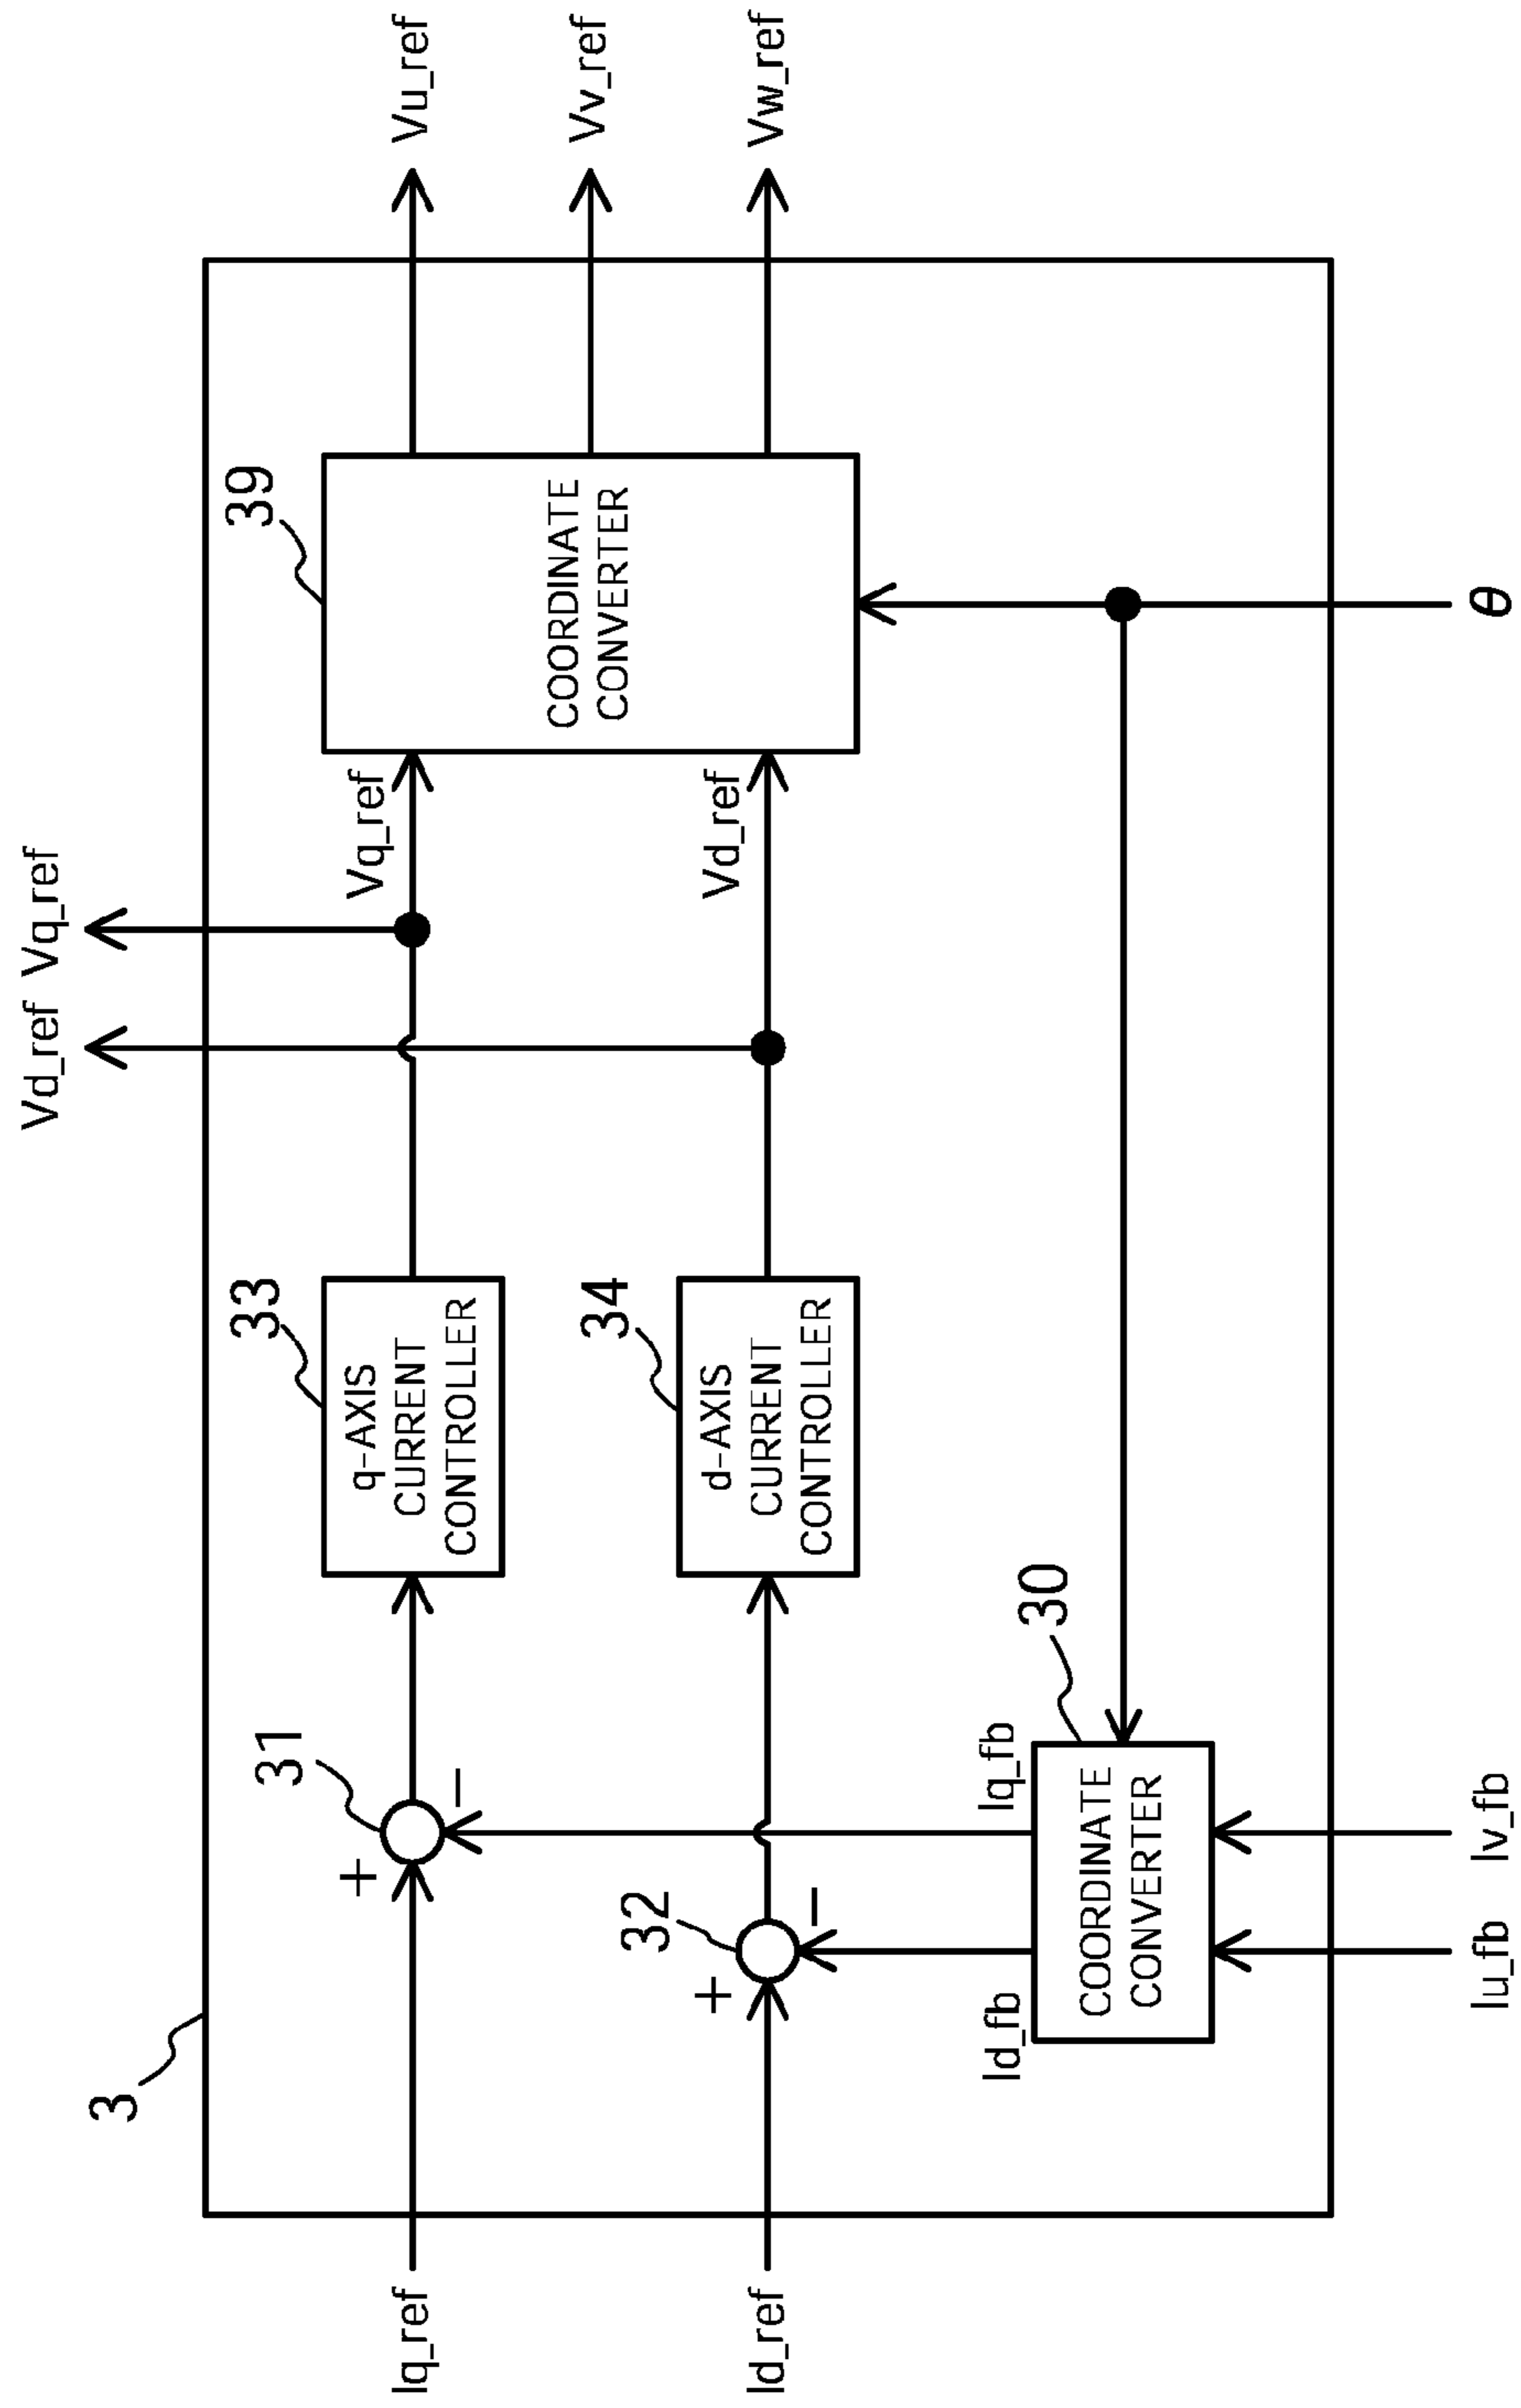 Vd_ref Vq_ref
3
31
33
39
Iq_ref
+
−
q-AXIS
CURRENT
CONTROLLER
Vq_ref
Vu_ref
COORDINATE
CONVERTER
Vv_ref
32
34
Id_ref
+
−
d-AXIS
CURRENT
CONTROLLER
Vd_ref
Vw_ref
Id_fb
Iq_fb
30
COORDINATE
CONVERTER
Iu_fb
Iv_fb
θ